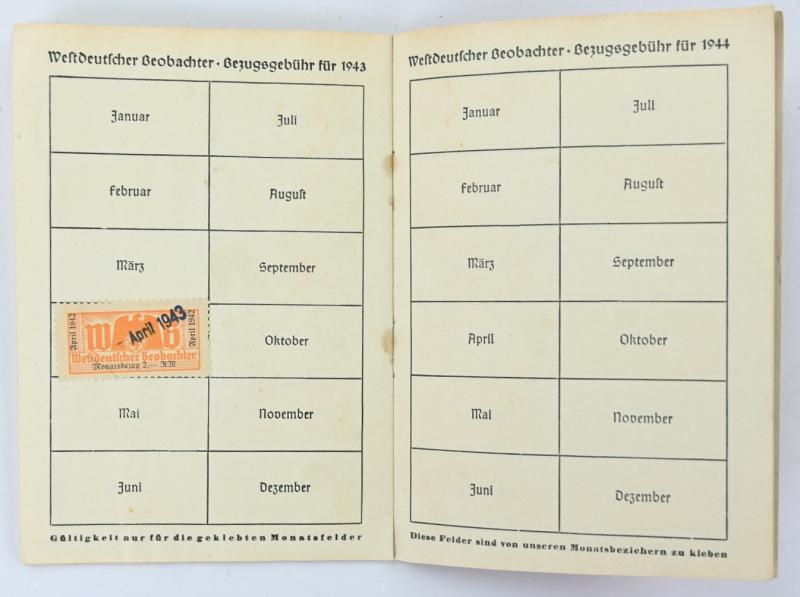 Westdeutscher Beobachter · Bezugsgebühr für 1943
Januar
Juli
Februar
August
März
September
April 1942
W B
April 1943
April 1942
Westdeutscher Beobachter
Monatsbezug 2,— RM
Oktober
Mai
November
Juni
Dezember
Gültigkeit nur für die geklebten Monatsfelder
Westdeutscher Beobachter · Bezugsgebühr für 1944
Januar
Juli
Februar
August
März
September
April
Oktober
Mai
November
Juni
Dezember
Diese Felder sind von unseren Monatsbeziehern zu kleben